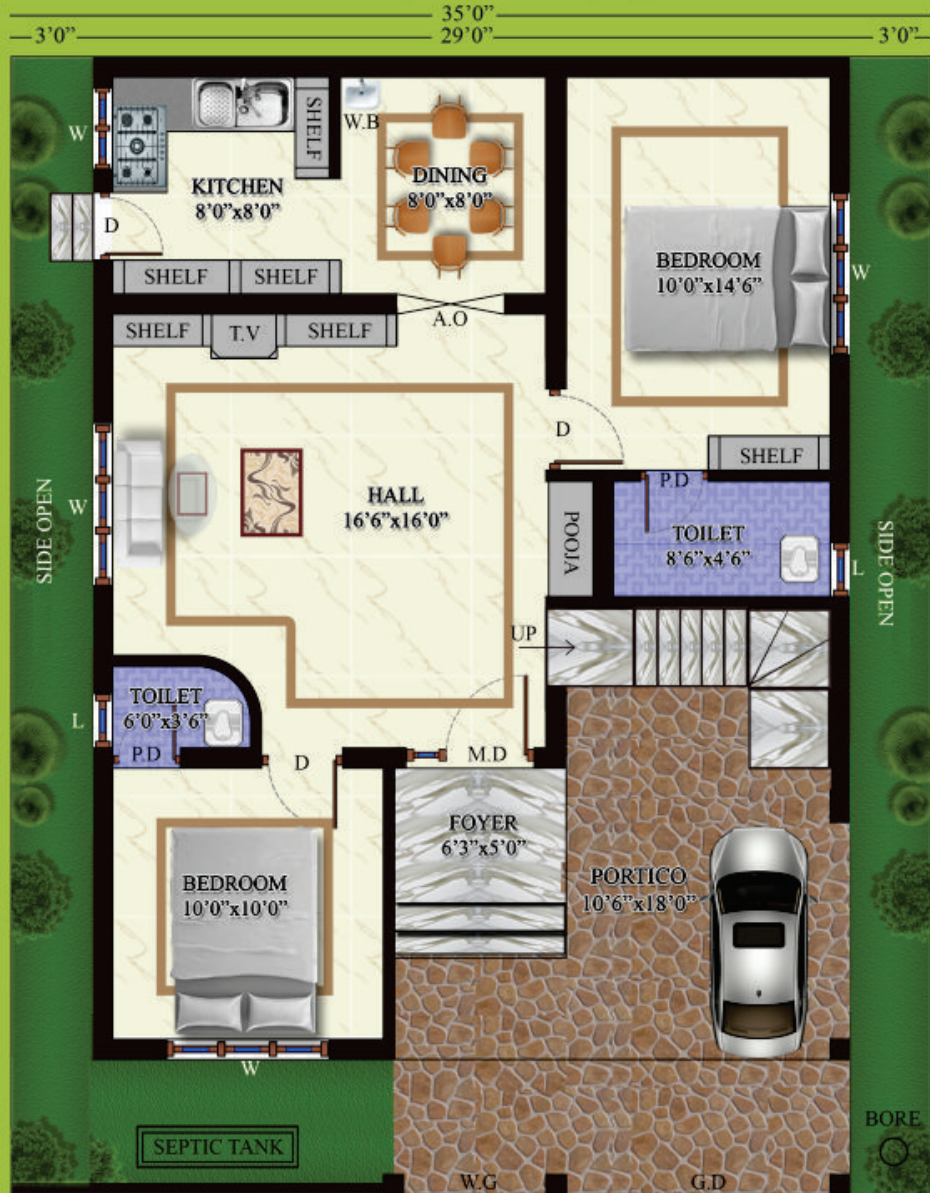 35’0”
3’0” 29’0” 3’0”
W
KITCHEN
8’0”x8’0”
SHELF
W.B
DINING
8’0”x8’0”
D
SHELF SHELF
BEDROOM
10’0”x14’6”
W
A.O
SHELF T.V SHELF
D
SHELF
SIDE OPEN
W
HALL
16’6”x16’0”
POOJA
P.D
TOILET
8’6”x4’6”
L
SIDE OPEN
UP
TOILET
6’0”x3’6”
L
P.D
D
M.D
FOYER
6’3”x5’0”
BEDROOM
10’0”x10’0”
PORTICO
10’6”x18’0”
W
SEPTIC TANK
BORE
W.G G.D